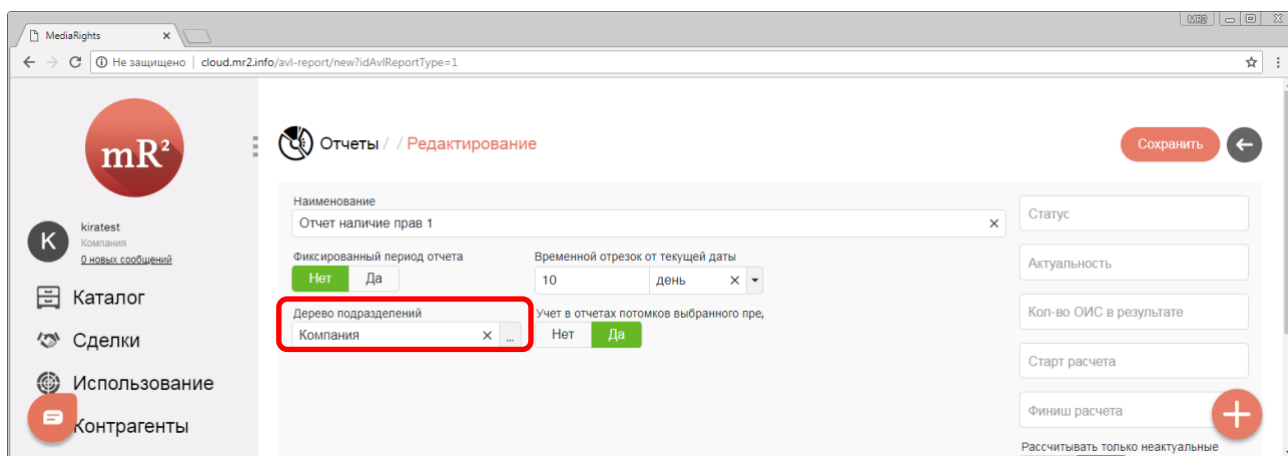 MR2
MediaRights
Не защищено | cloud.mr2.info/avl-report/new?idAvlReportType=1
mR²
Отчеты / / Редактирование
Сохранить
Наименование
Отчет наличие прав 1
Статус
K
kiratest
Компания
0 новых сообщений
Фиксированный период отчета
Временной отрезок от текущей даты
Нет Да
10 день
Актуальность
Каталог
Дерево подразделений
Учет в отчетах потомков выбранного пре,
Компания ...
Нет Да
Кол-во ОИС в результате
Сделки
Старт расчета
Использование
Финиш расчета
Контрагенты
Рассчитывать только неактуальные